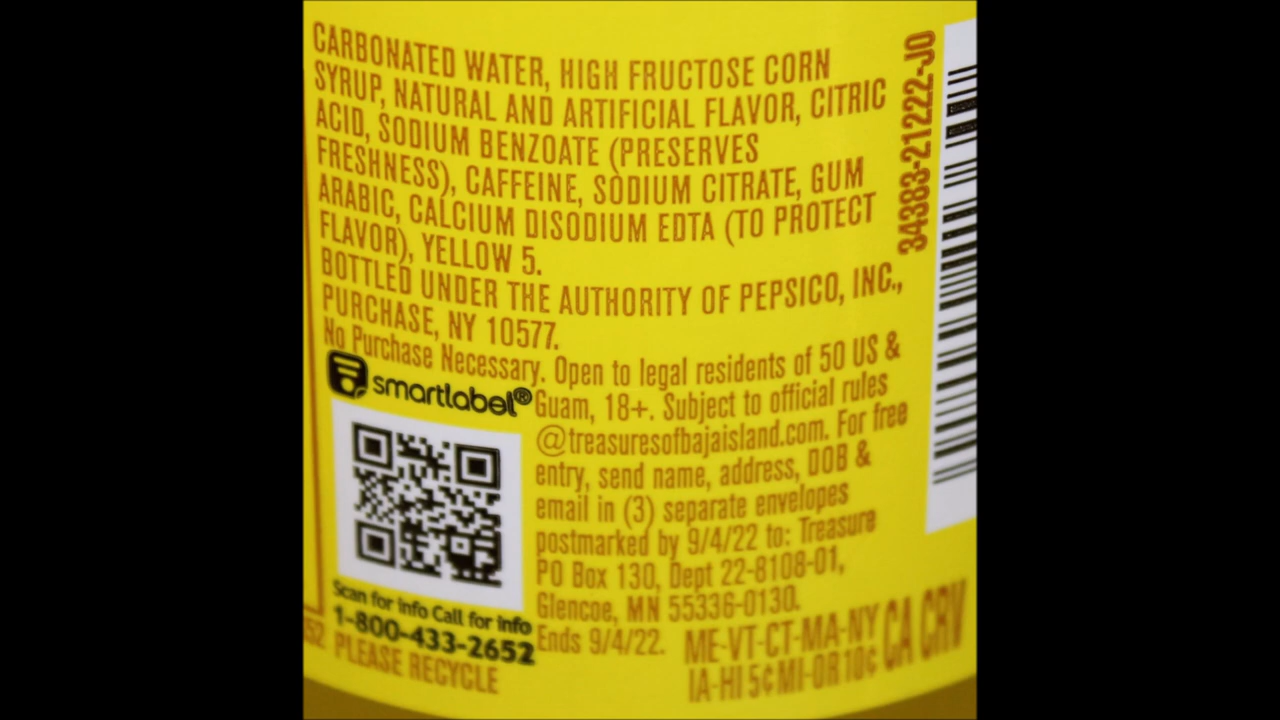 CARBONATED WATER, HIGH FRUCTOSE CORN
SYRUP, NATURAL AND ARTIFICIAL FLAVOR, CITRIC
ACID, SODIUM BENZOATE (PRESERVES
FRESHNESS), CAFFEINE, SODIUM CITRATE, GUM
ARABIC, CALCIUM DISODIUM EDTA (TO PROTECT
FLAVOR), YELLOW 5.
BOTTLED UNDER THE AUTHORITY OF PEPSICO, INC.,
PURCHASE, NY 10577.
No Purchase Necessary. Open to legal residents of 50 US &
Guam, 18+. Subject to official rules
@treasuresofbajaisland.com. For free
entry, send name, address, DOB &
email in (3) separate envelopes
postmarked by 9/4/22 to: Treasure
PO Box 130, Dept 22-8108-01,
Glencoe, MN 55336-0130.
Ends 9/4/22.
smartlabel®
Scan for info Call for info
1-800-433-2652
PLEASE RECYCLE
ME-VT-CT-MA-NY
IA-HI 5¢ MI-OR 10¢
CA CRV
34383-21222-JO
52